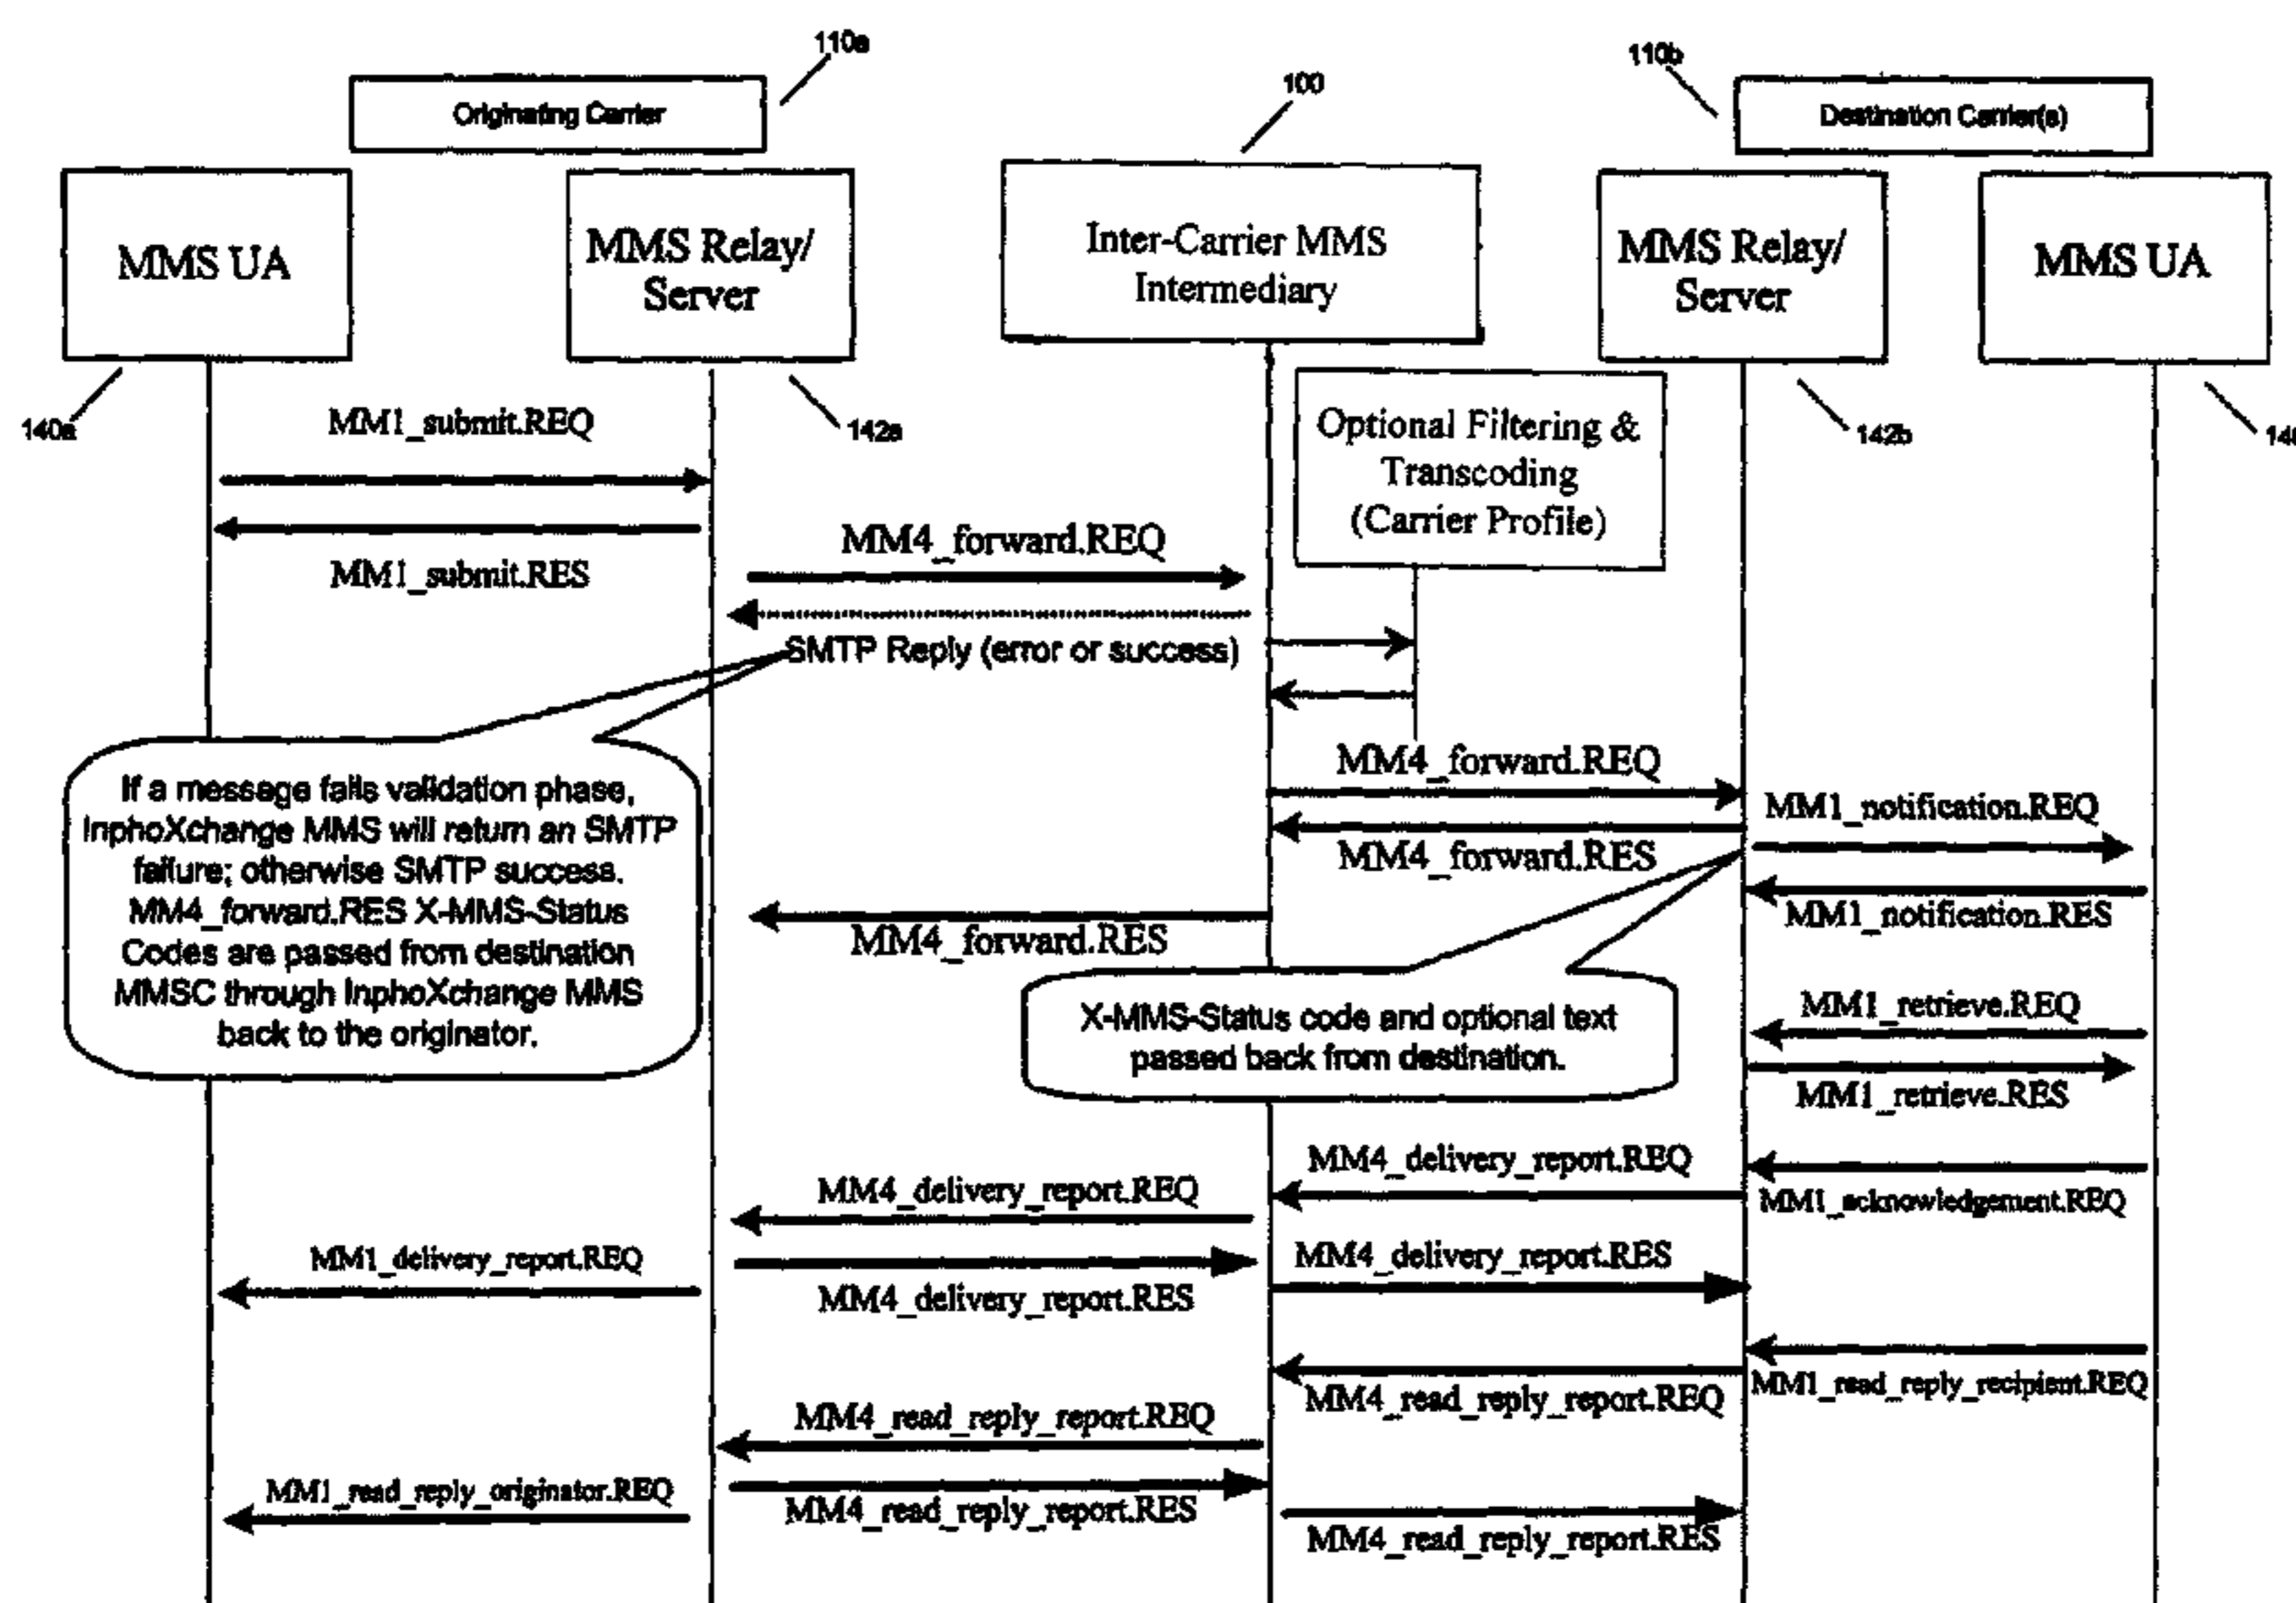 110a
100
110b
Originating Carrier
Destination Carrier(s)
MMS UA
MMS Relay/
Server
Inter-Carrier MMS
Intermediary
MMS Relay/
Server
MMS UA
140a
142a
142b
Optional Filtering &
Transcoding
(Carrier Profile)
MM1_submit.REQ
MM1_submit.RES
MM4_forward.REQ
SMTP Reply (error or success)
If a message fails validation phase,
InphoXchange MMS will return an SMTP
failure; otherwise SMTP success.
MM4_forward.RES X-MMS-Status
Codes are passed from destination
MMSC through InphoXchange MMS
back to the originator.
MM4_forward.REQ
MM4_forward.RES
MM1_notification.REQ
MM1_notification.RES
MM4_forward.RES
X-MMS-Status code and optional text
passed back from destination.
MM1_retrieve.REQ
MM1_retrieve.RES
MM4_delivery_report.REQ
MM1_acknowledgement.REQ
MM4_delivery_report.REQ
MM1_delivery_report.REQ
MM4_delivery_report.RES
MM4_delivery_report.RES
MM1_read_reply_recipient.REQ
MM4_read_reply_report.REQ
MM4_read_reply_report.REQ
MM1_read_reply_originator.REQ
MM4_read_reply_report.RES
MM4_read_reply_report.RES